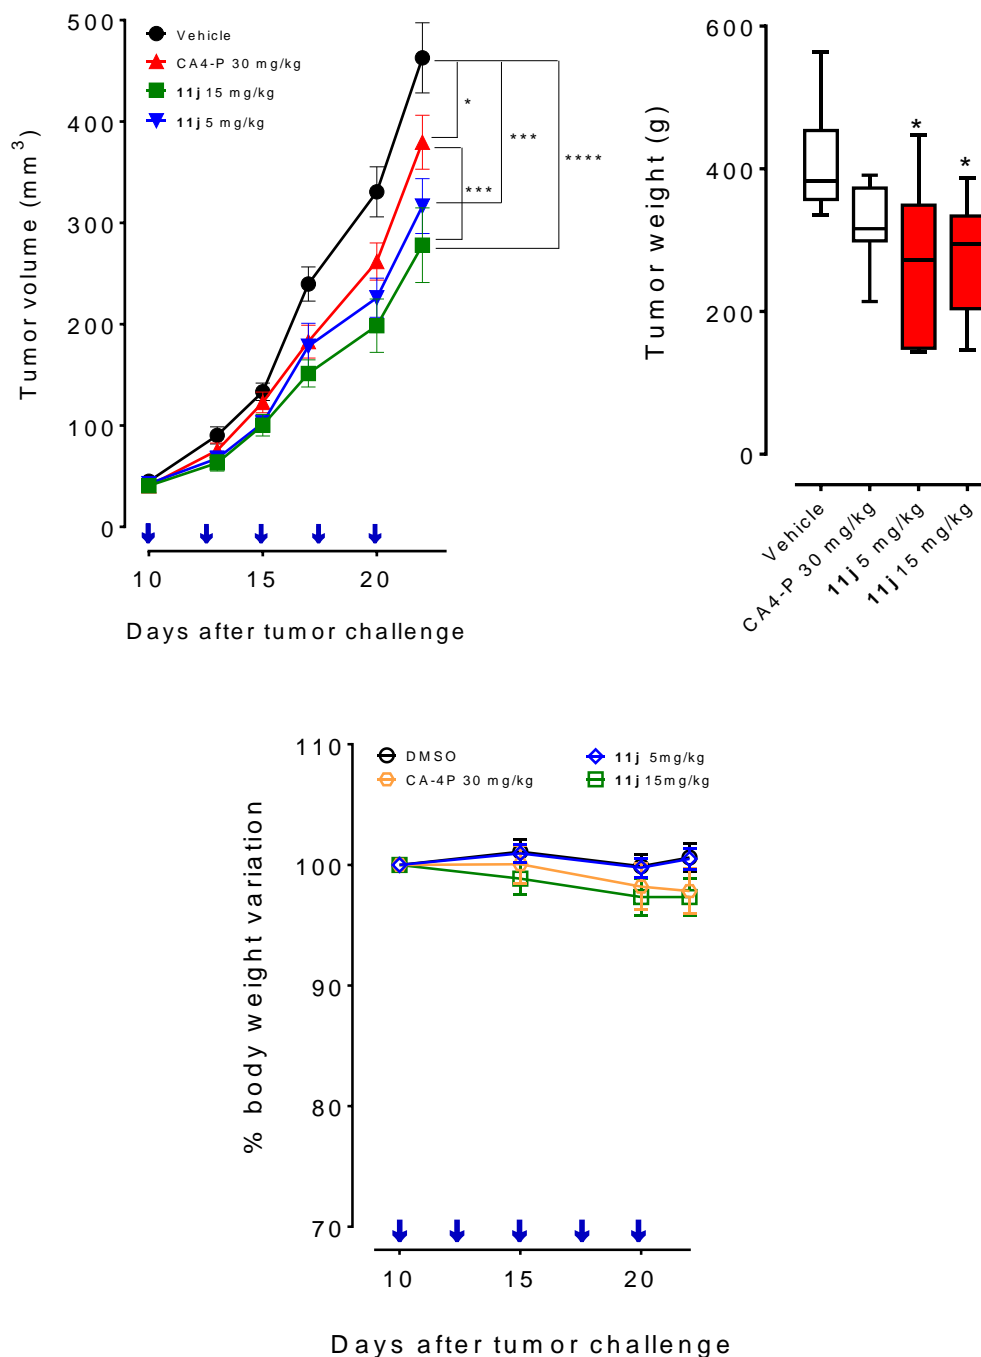 500
400
300
200
100
0
Tumor volume (mm³)
Vehicle
CA4-P 30 mg/kg
11j 15 mg/kg
11j 5 mg/kg
*
***
***
****
10 15 20
Days after tumor challenge
600
400
200
0
Tumor weight (g)
*
*
Vehicle
CA4-P 30 mg/kg
11j 5 mg/kg
11j 15 mg/kg
110
100
90
80
70
% body weight variation
DMSO
CA-4P 30 mg/kg
11j 5mg/kg
11j 15mg/kg
10 15 20
Days after tumor challenge